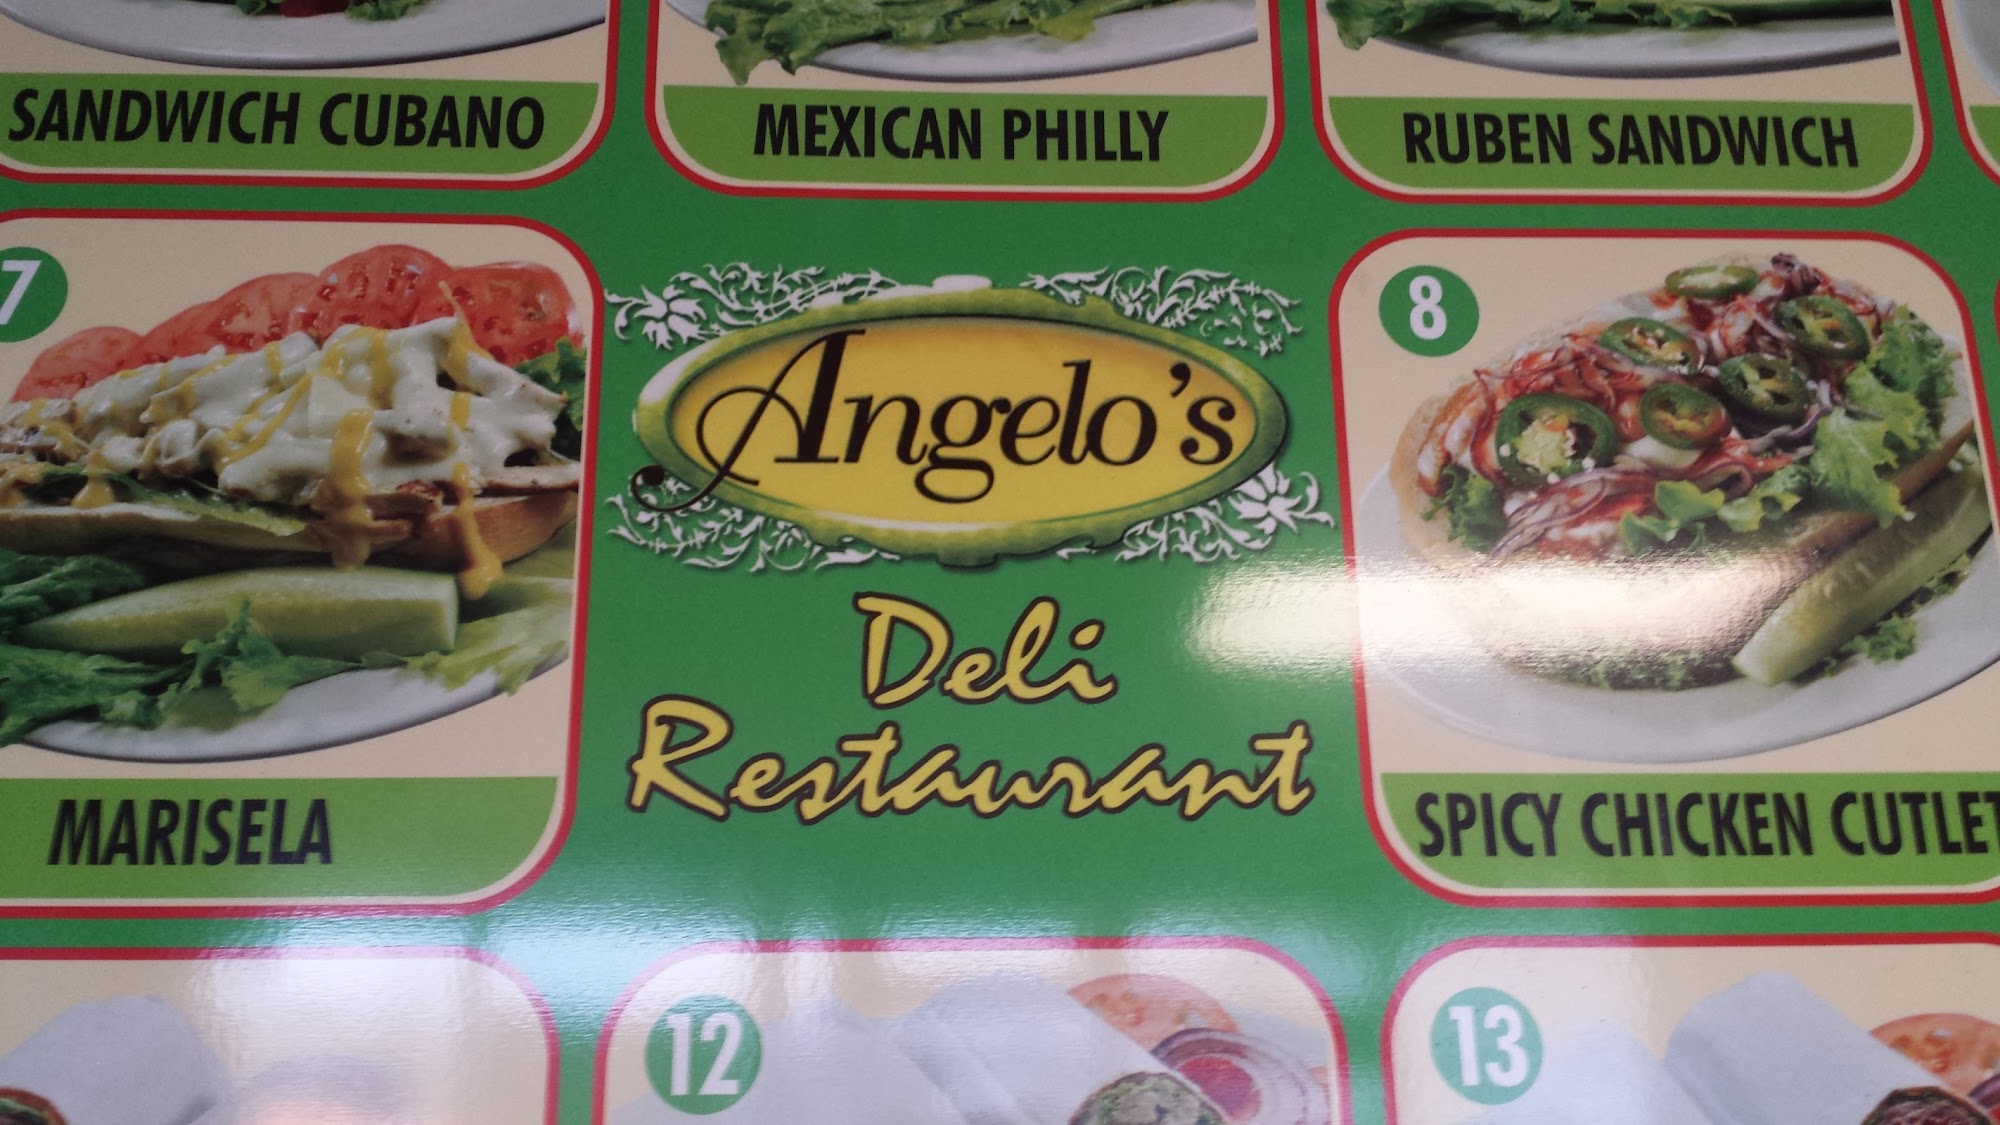 SANDWICH CUBANO
MEXICAN PHILLY
RUBEN SANDWICH
7
Angelo's
8
Deli
Restaurant
MARISELA
SPICY CHICKEN CUTLET
12
13